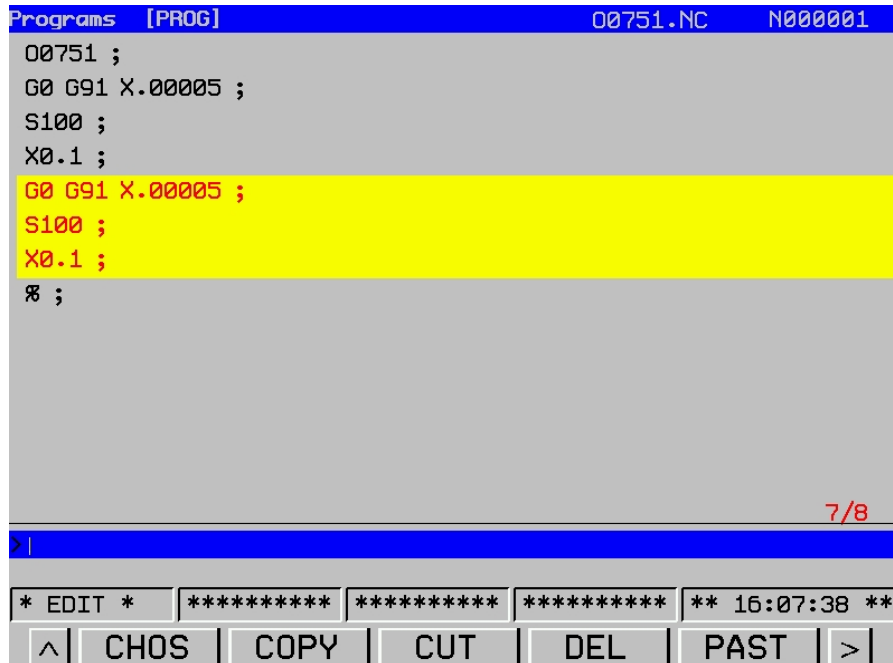 Programs [PROG] O0751.NC N000001
O0751 ;
G0 G91 X.00005 ;
S100 ;
X0.1 ;
G0 G91 X.00005 ;
S100 ;
X0.1 ;
% ;
7/8
>
* EDIT * ********** ********** ********** ** 16:07:38 **
^ CHOS COPY CUT DEL PAST >